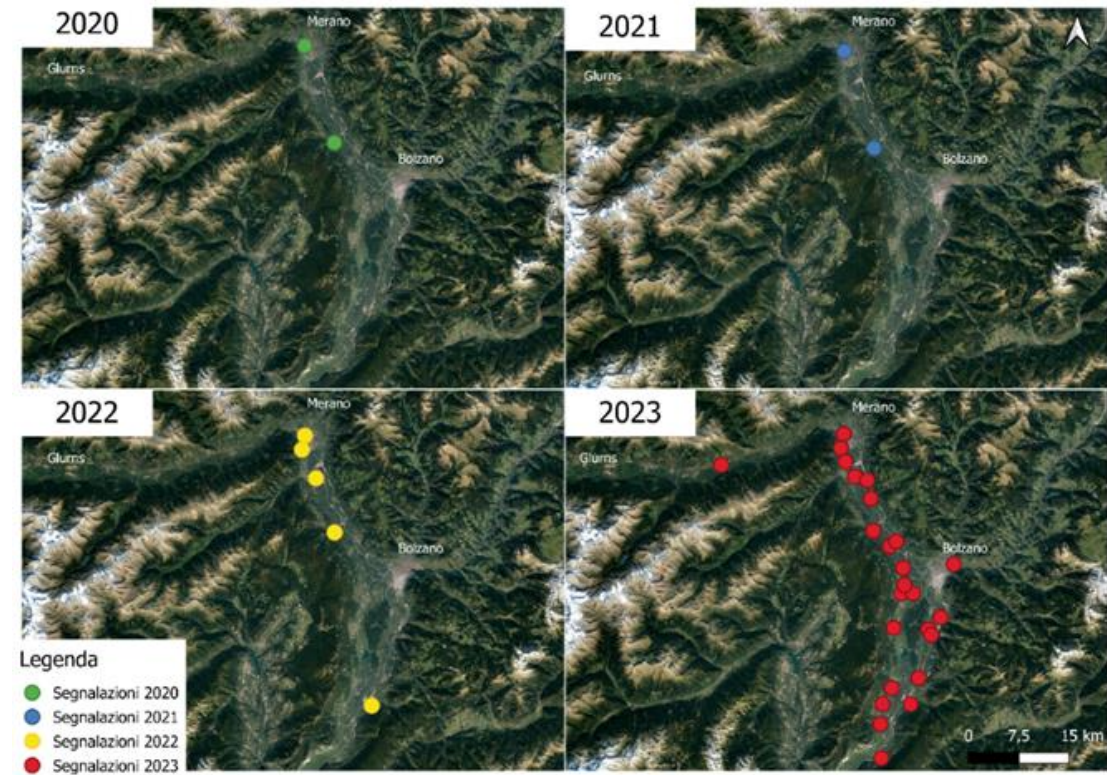 2020
Merano
Glurns
Bolzano
2021
Merano
Glurns
Bolzano
2022
Merano
Glurns
Bolzano
Legenda
Segnalazioni 2020
Segnalazioni 2021
Segnalazioni 2022
Segnalazioni 2023
2023
Merano
Glurns
Bolzano
0 7,5 15 km